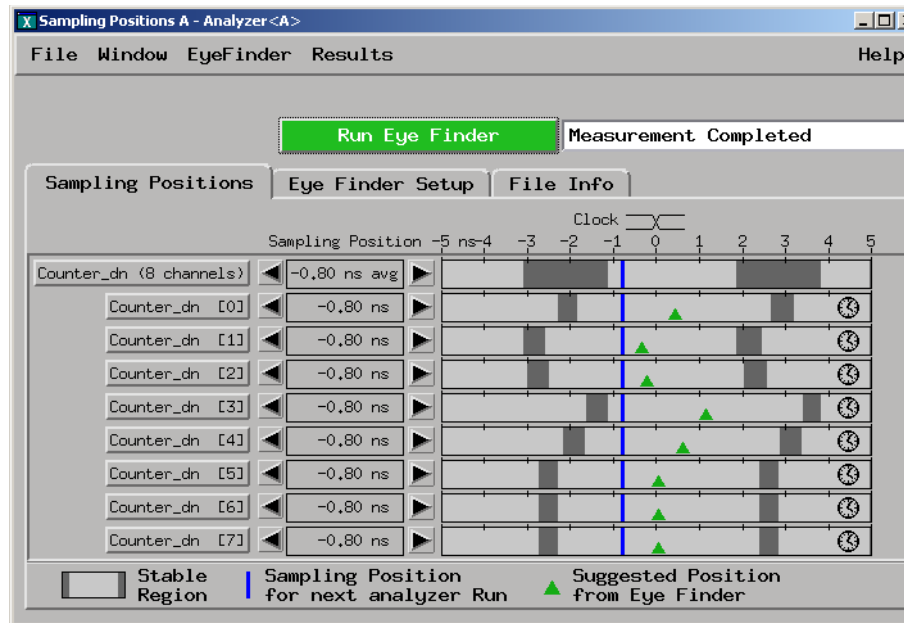 Sampling Positions A - Analyzer<A>
File Window EyeFinder Results Help
Run Eye Finder Measurement Completed
Sampling Positions Eye Finder Setup File Info
Clock
Sampling Position -5 ns-4 -3 -2 -1 0 1 2 3 4 5
Counter_dn (8 channels) -0.80 ns avg
Counter_dn [0] -0.80 ns
Counter_dn [1] -0.80 ns
Counter_dn [2] -0.80 ns
Counter_dn [3] -0.80 ns
Counter_dn [4] -0.80 ns
Counter_dn [5] -0.80 ns
Counter_dn [6] -0.80 ns
Counter_dn [7] -0.80 ns
Stable Sampling Position Suggested Position
Region for next analyzer Run from Eye Finder